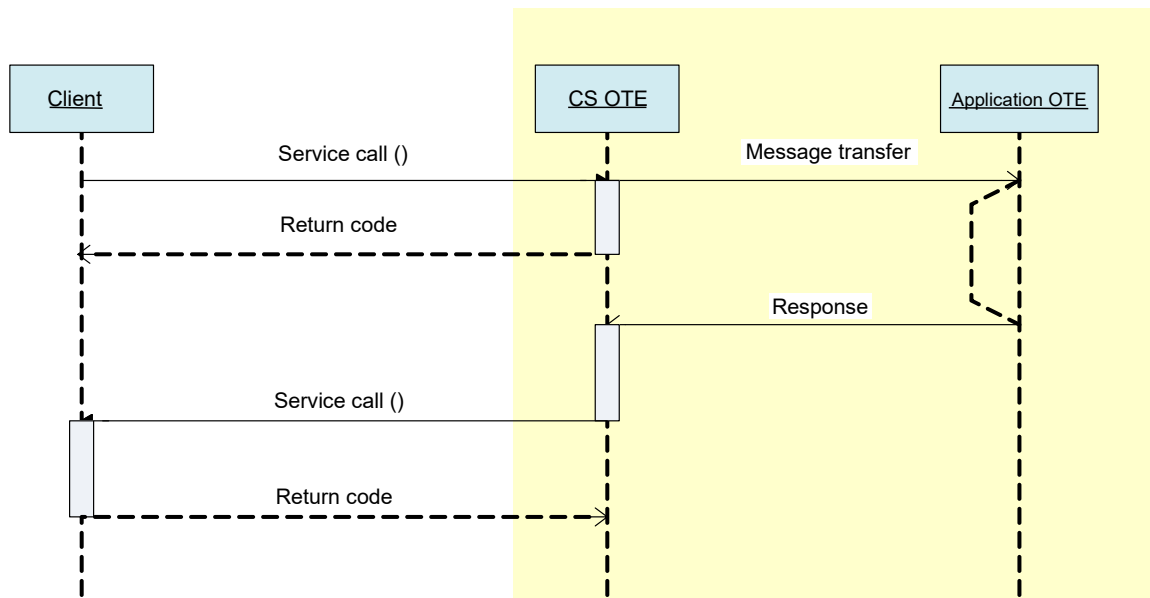 Client
CS OTE
Application OTE
Service call ()
Message transfer
Return code
Response
Service call ()
Return code